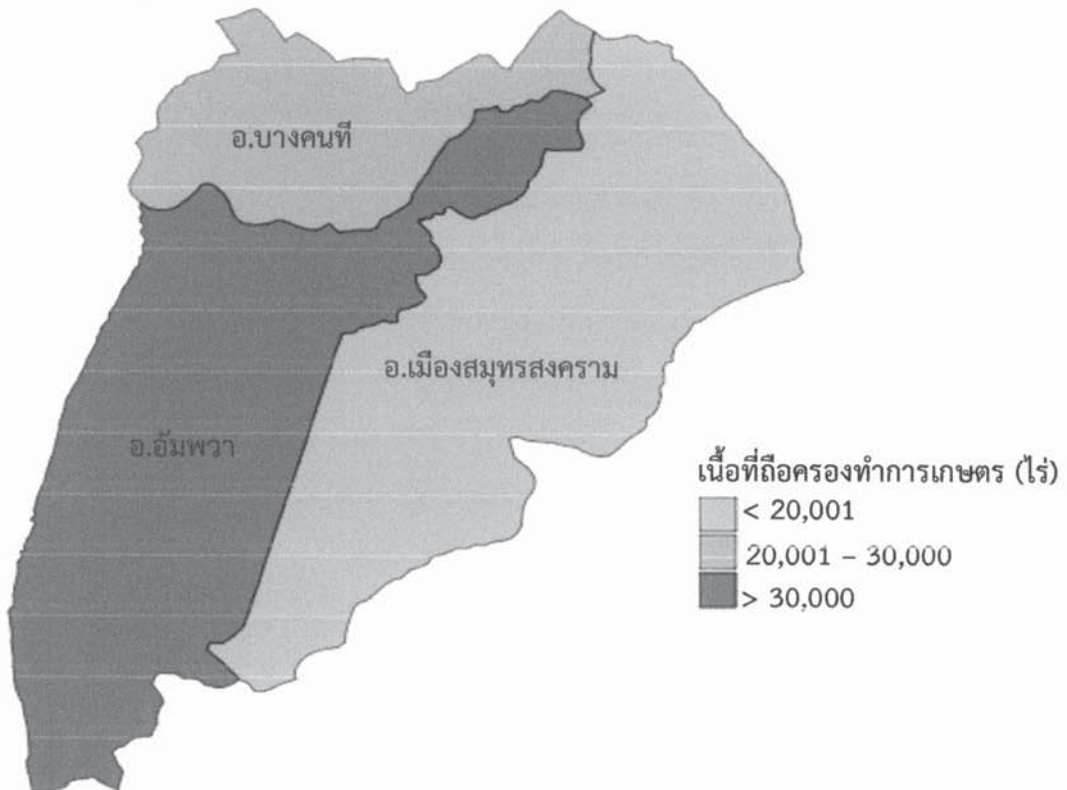 อ.บางคนที
อ.เมืองสมุทรสงคราม
อ.อัมพวา
เนื้อที่ถือครองทำการเกษตร (ไร่)
< 20,001
20,001 – 30,000
> 30,000